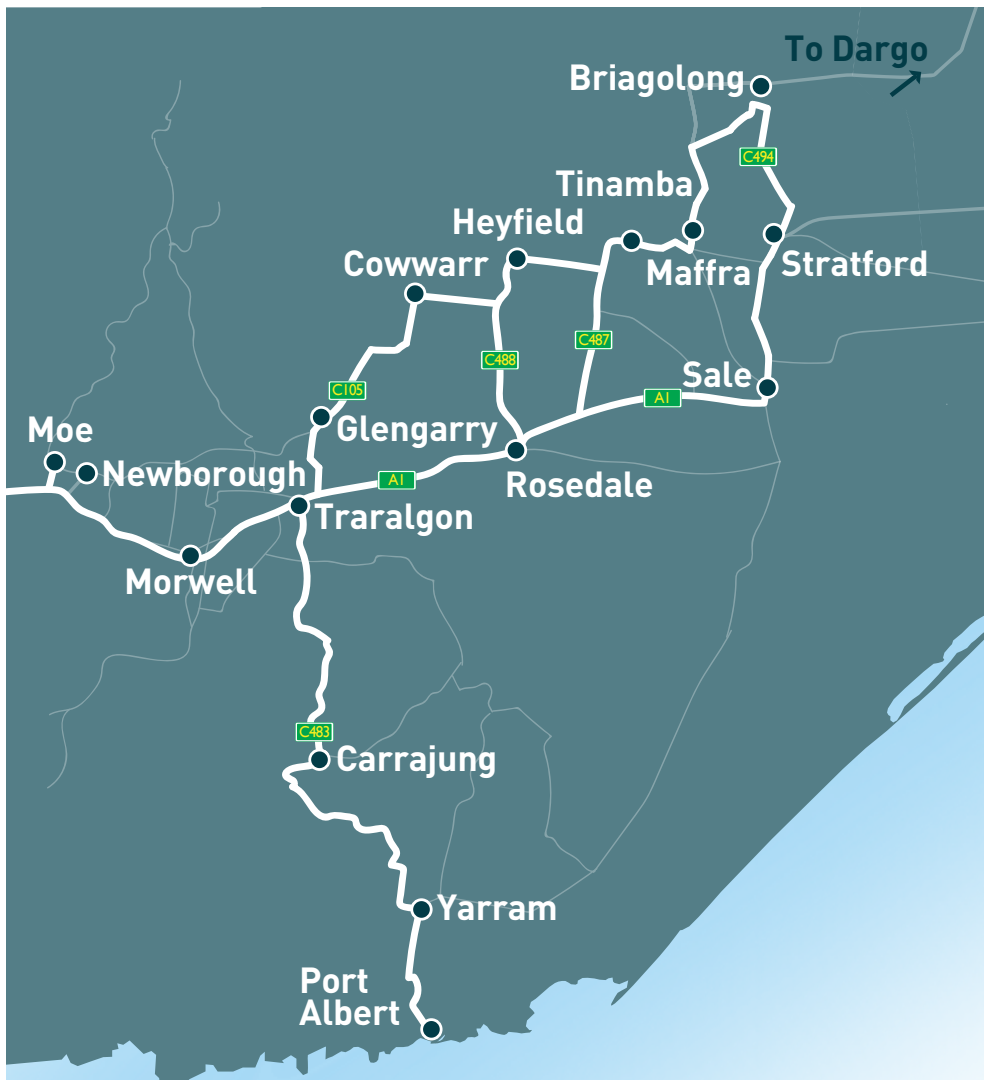 To Dargo
Briagolong
C494
Tinamba
Heyfield
Cowwarr
Maffra
Stratford
C487
C488
Sale
C105
A1
Moe
Glengarry
Newborough
A1
Rosedale
Traralgon
Morwell
C483
Carrajung
Yarram
Port
Albert